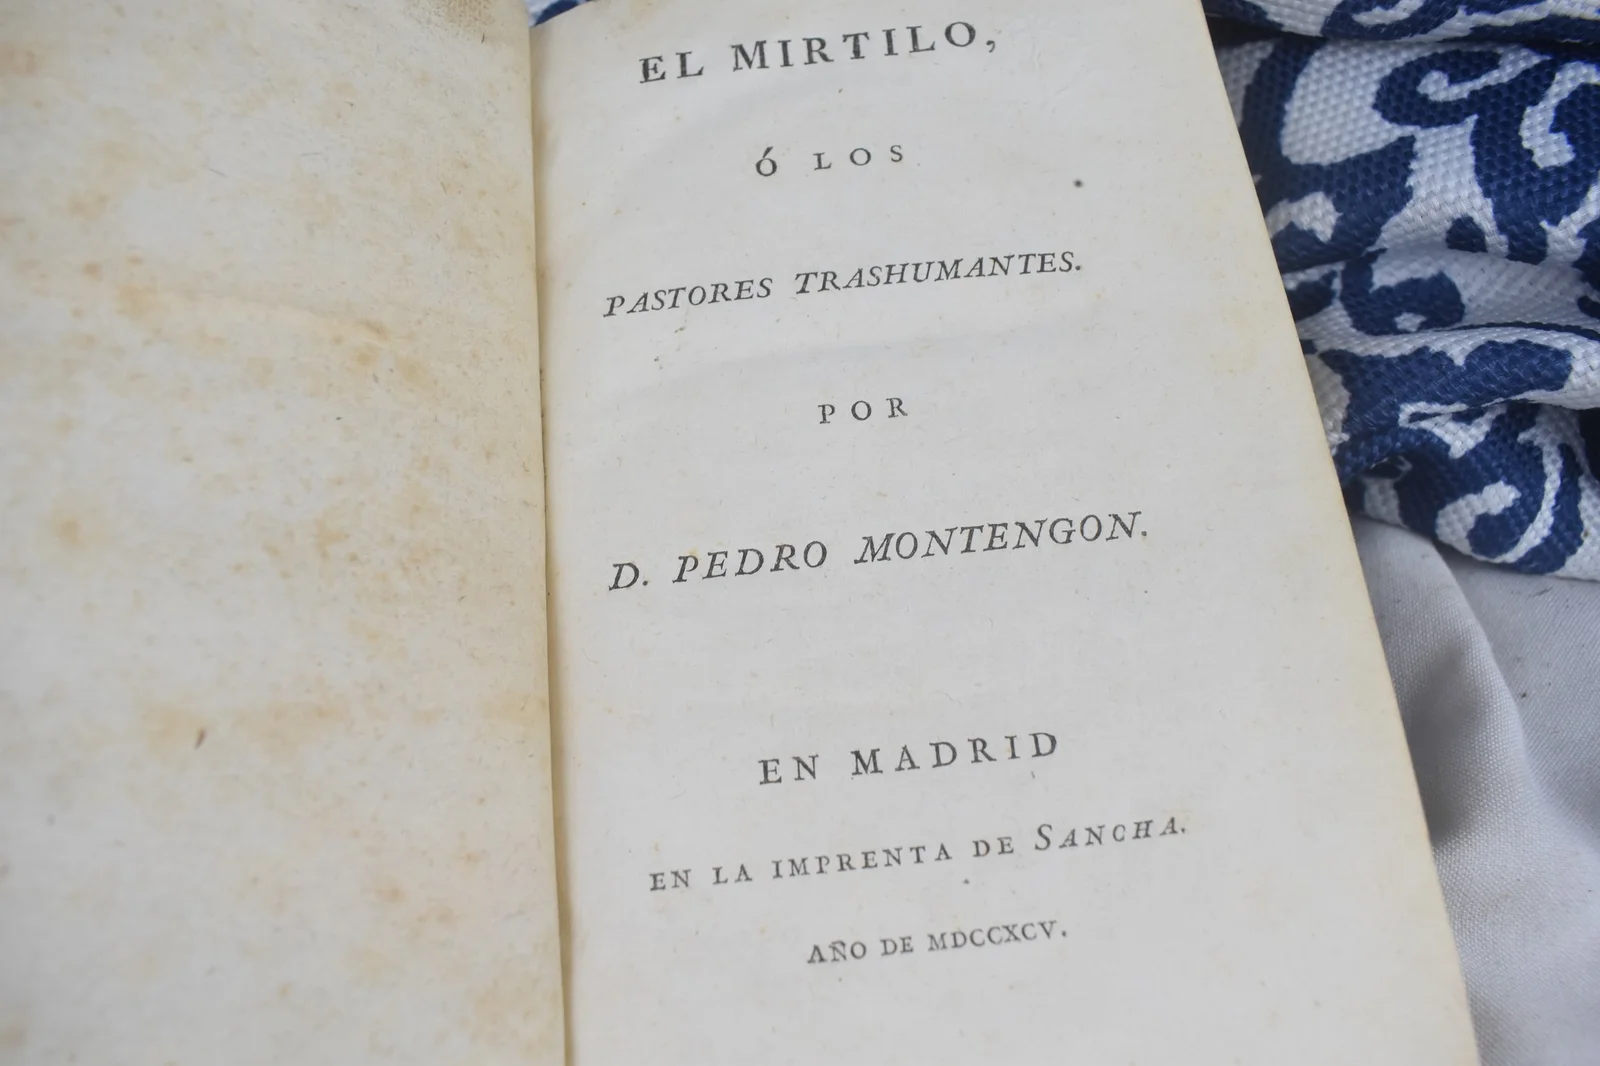 EL MIRTILO,
Ó LOS
PASTORES TRASHUMANTES.
POR
D. PEDRO MONTENGON.
EN MADRID
EN LA IMPRENTA DE SANCHA.
AÑO DE MDCCXCV.